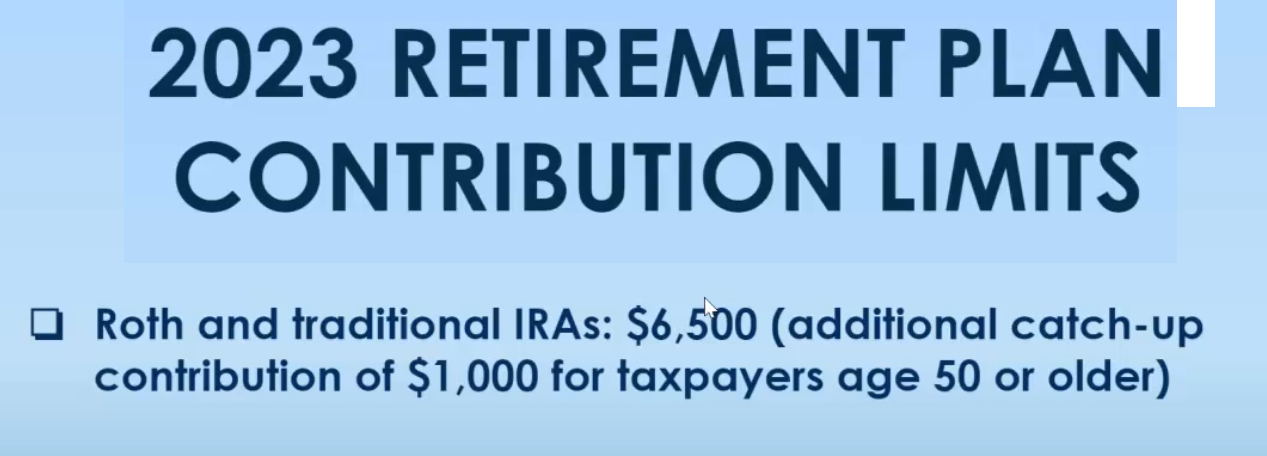 2023 RETIREMENT PLAN
CONTRIBUTION LIMITS
❑ Roth and traditional IRAs: $6,500 (additional catch-up
contribution of $1,000 for taxpayers age 50 or older)